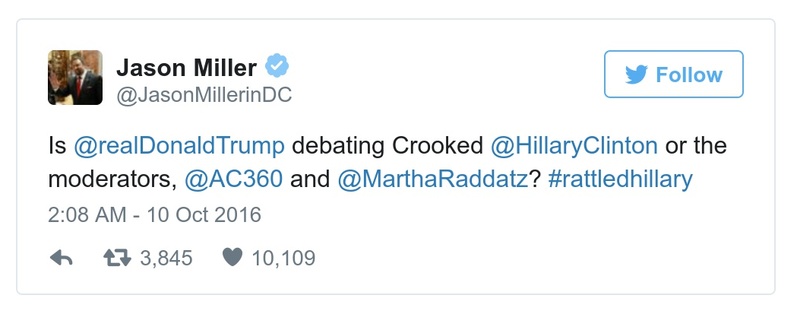 Jason Miller
@JasonMillerinDC
Follow
Is @realDonaldTrump debating Crooked @HillaryClinton or the
moderators, @AC360 and @MarthaRaddatz? #rattledhillary
2:08 AM - 10 Oct 2016
3,845 10,109